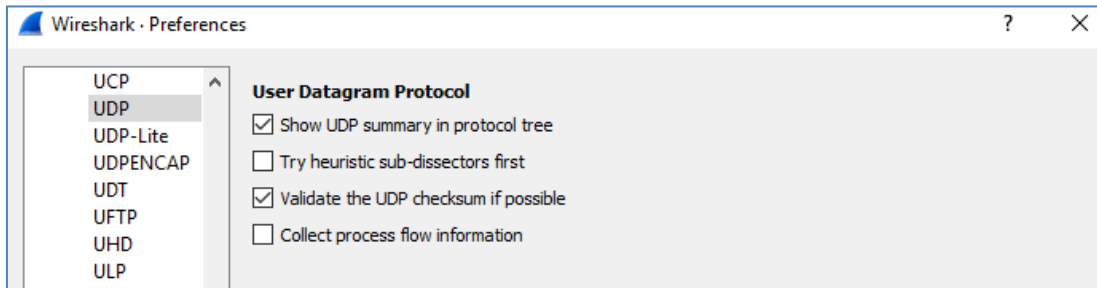 Wireshark · Preferences
?
UCP
UDP
UDP-Lite
UDPENCAP
UDT
UFTP
UHD
ULP
User Datagram Protocol
Show UDP summary in protocol tree
Try heuristic sub-dissectors first
Validate the UDP checksum if possible
Collect process flow information